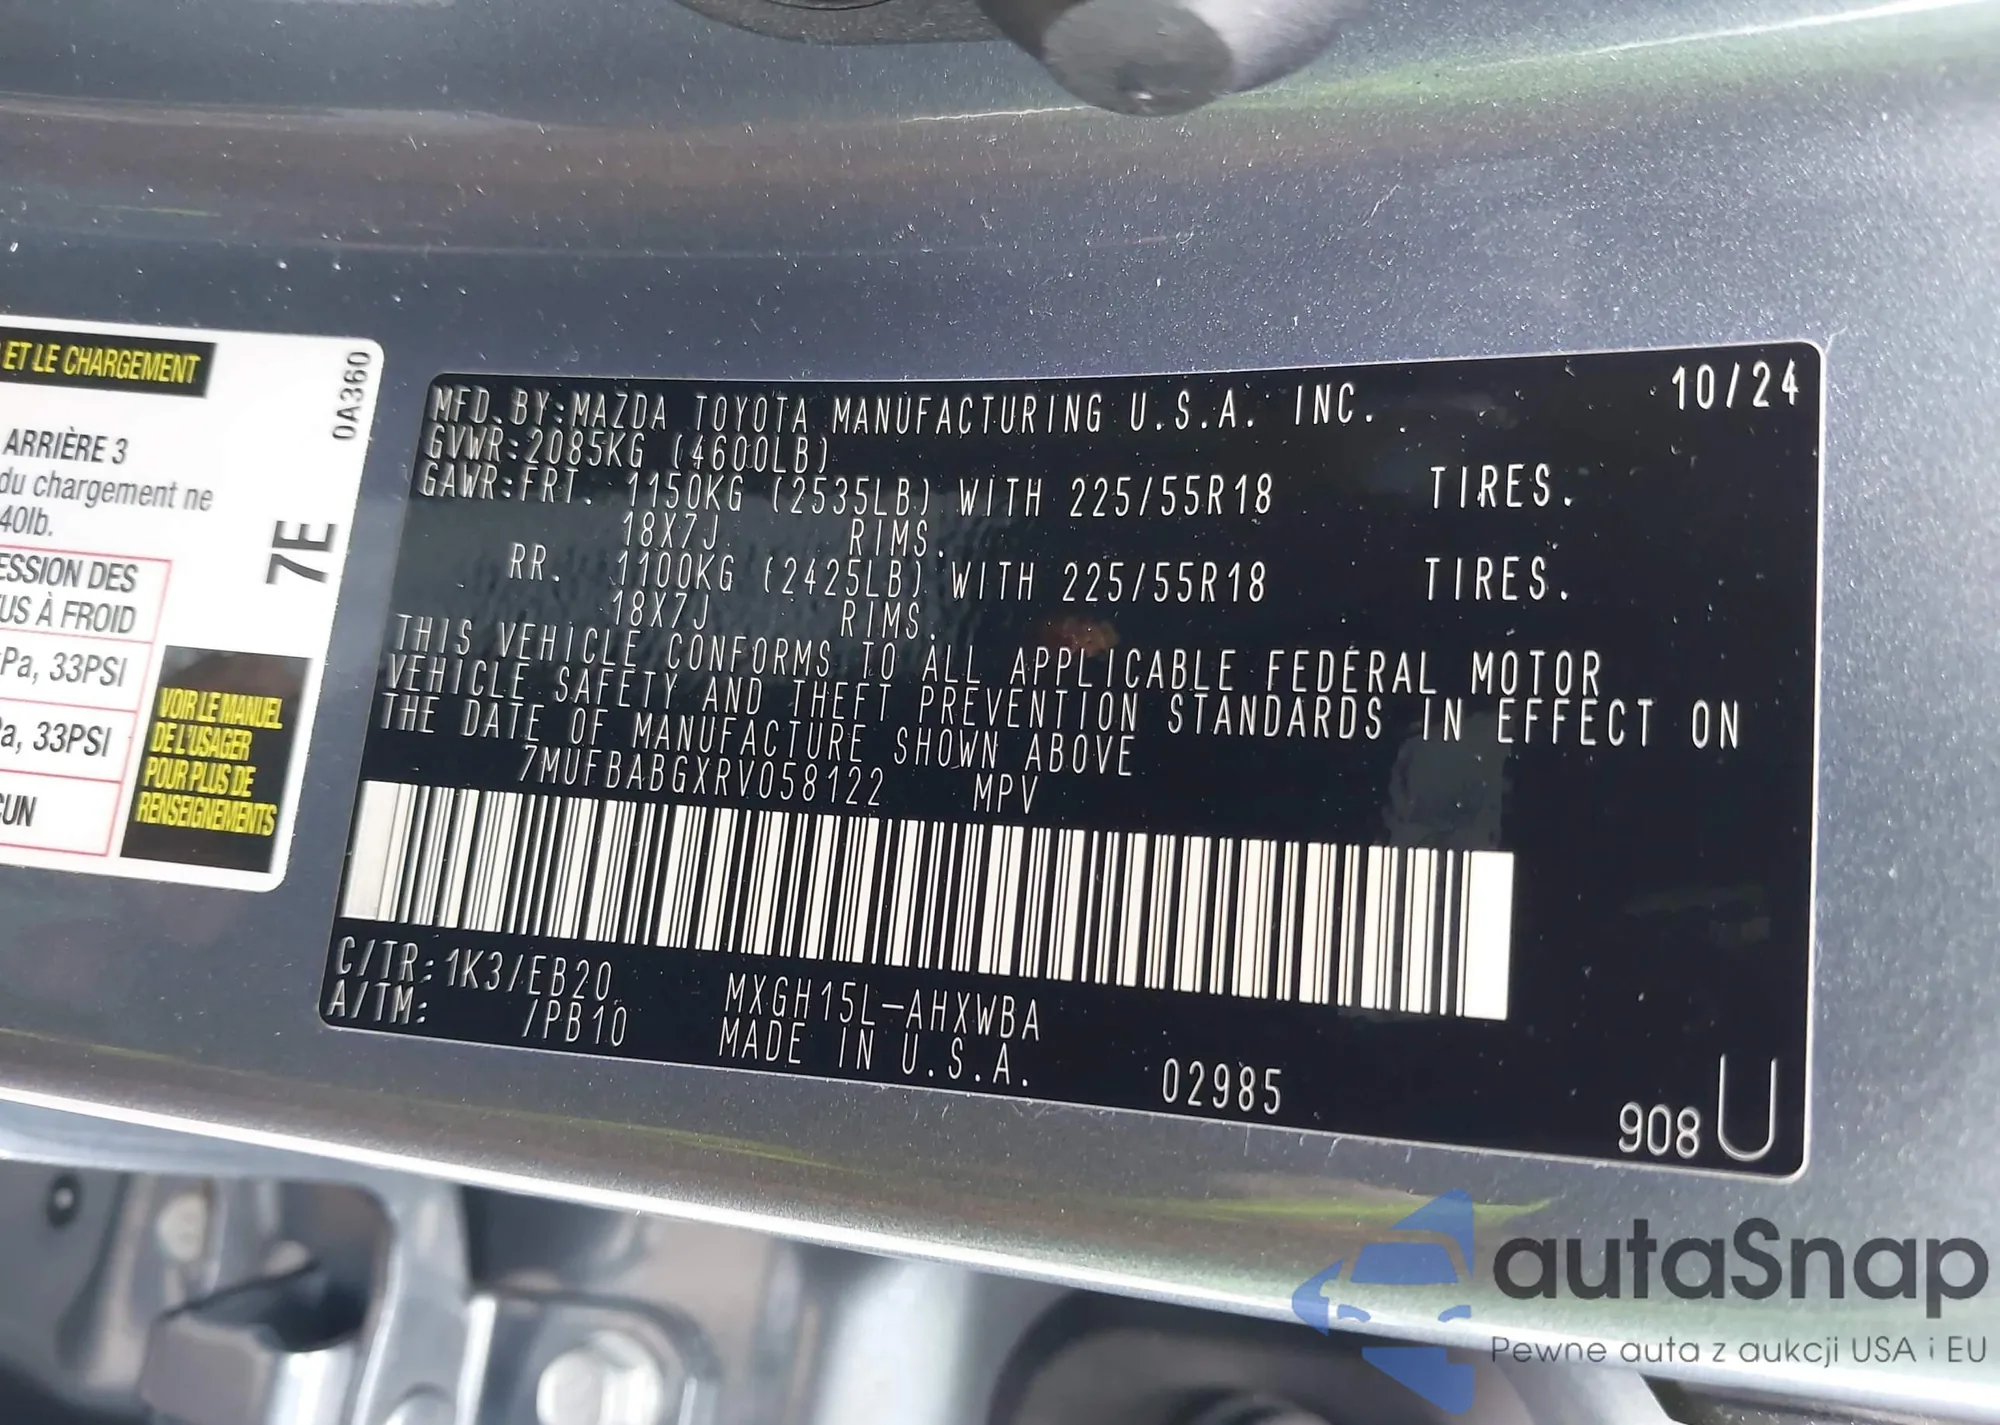 ET LE CHARGEMENT
0A360
ARRIÈRE 3
du chargement ne
40lb.
7E
ESSION DES
US À FROID
Pa, 33PSI
a, 33PSI
CUN
VOIR LE MANUEL
DE L'USAGER
POUR PLUS DE
RENSEIGNEMENTS
MFD. BY: MAZDA TOYOTA MANUFACTURING U.S.A. INC. 10/24
GVWR: 2085KG (4600LB)
GAWR: FRT. 1150KG (2535LB) WITH 225/55R18 TIRES.
18X7J RIMS.
RR. 1100KG (2425LB) WITH 225/55R18 TIRES.
18X7J RIMS.
THIS VEHICLE CONFORMS TO ALL APPLICABLE FEDERAL MOTOR
VEHICLE SAFETY AND THEFT PREVENTION STANDARDS IN EFFECT ON
THE DATE OF MANUFACTURE SHOWN ABOVE
7MUFBABGXRV058122 MPV
C/TR: 1K3/EB20 MXGH15L-AHXWBA
A/TM: /PB10 MADE IN U.S.A. 02985
908 U
autaSnap
Pewne auta z aukcji USA i EU